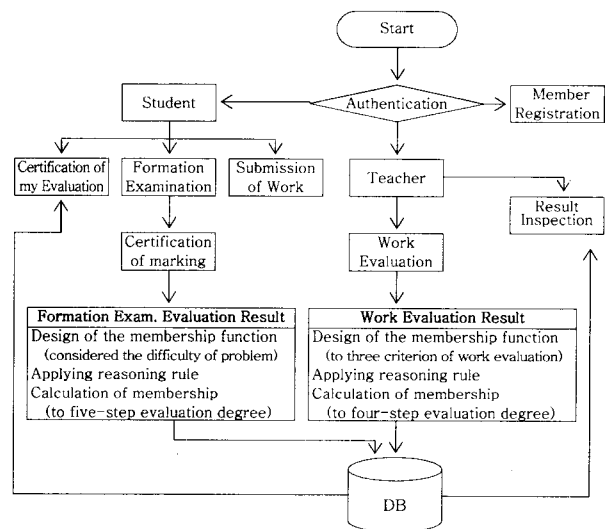 Start
Authentication
Student
Member
Registration
Certification of
my Evaluation
Formation
Examination
Submission
of Work
Teacher
Result
Inspection
Certification
of marking
Work
Evaluation
Formation Exam. Evaluation Result
Design of the membership function
(considered the difficulty of problem)
Applying reasoning rule
Calculation of membership
(to five-step evaluation degree)
Work Evaluation Result
Design of the membership function
(to three criterion of work evaluation)
Applying reasoning rule
Calculation of membership
(to four-step evaluation degree)
DB